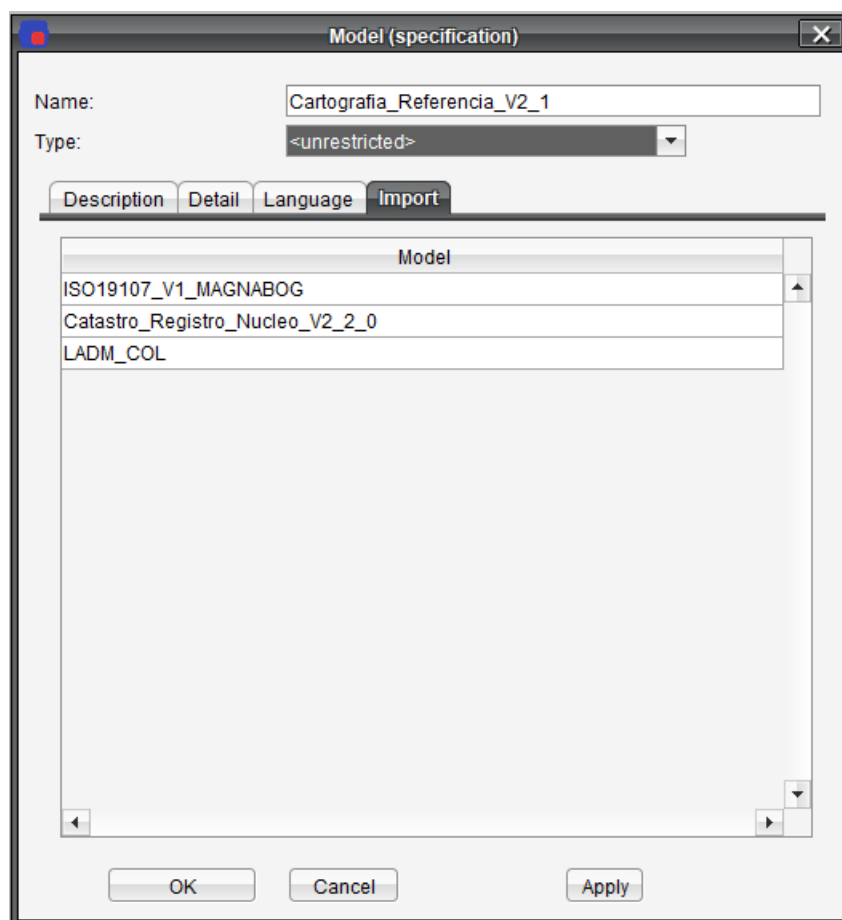 Model (specification)
Name: Cartografia_Referencia_V2_1
Type: <unrestricted>
Description Detail Language Import
Model
ISO19107_V1_MAGNABOG
Catastro_Registro_Nucleo_V2_2_0
LADM_COL
OK Cancel Apply